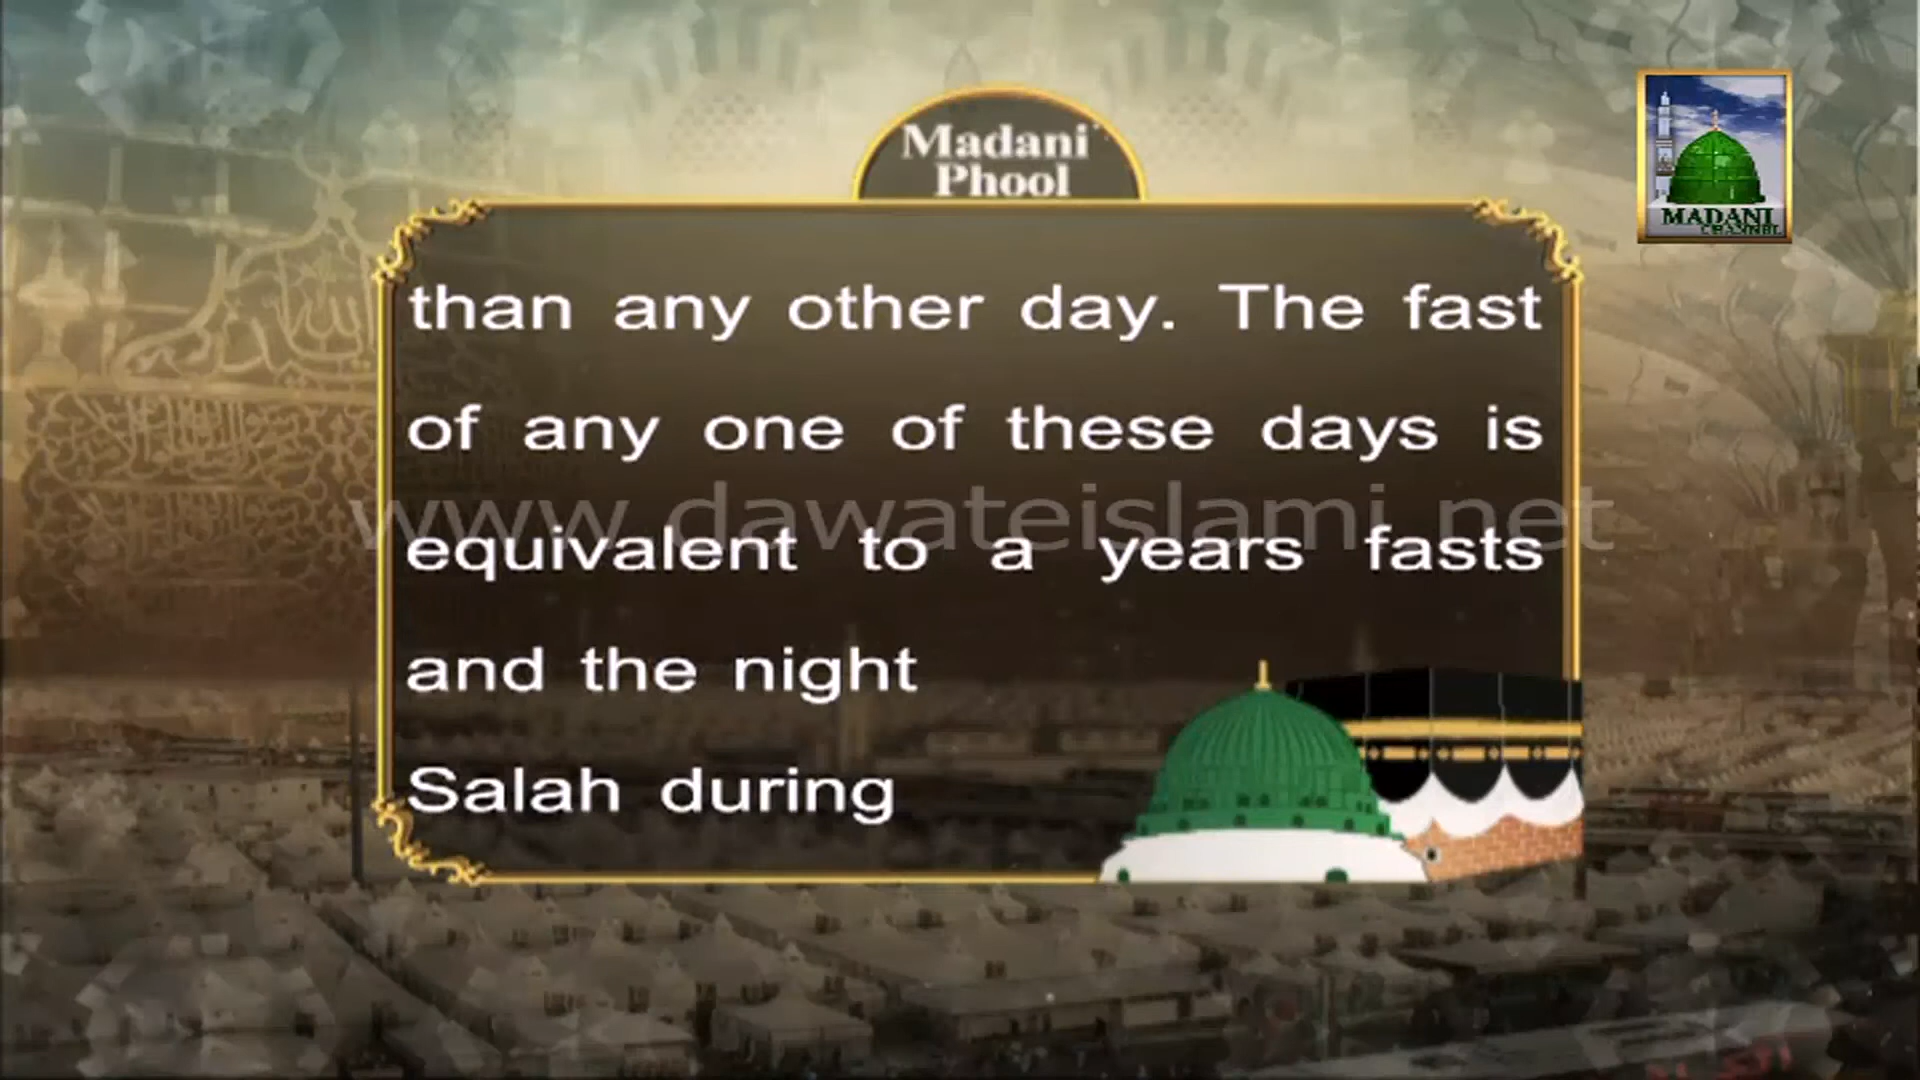 Madani
Phool
MADANI
CHANNEL
than any other day. The fast
of any one of these days is
www.dawateislami.net
equivalent to a years fasts
and the night
Salah during